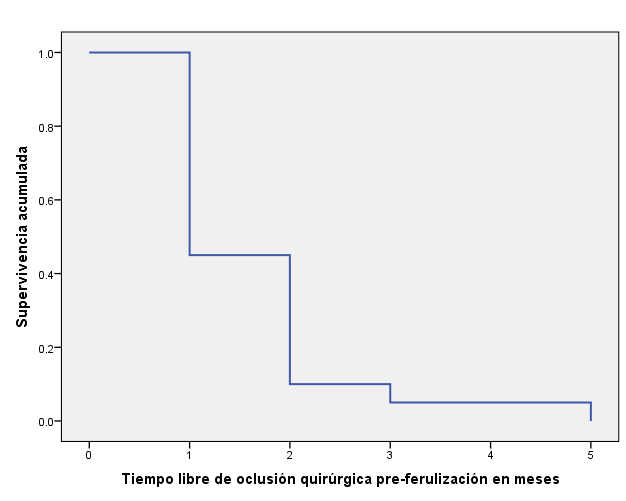 Supervivencia acumulada
1.0
0.8
0.6
0.4
0.2
0.0
0 1 2 3 4 5
Tiempo libre de oclusión quirúrgica pre-ferulización en meses